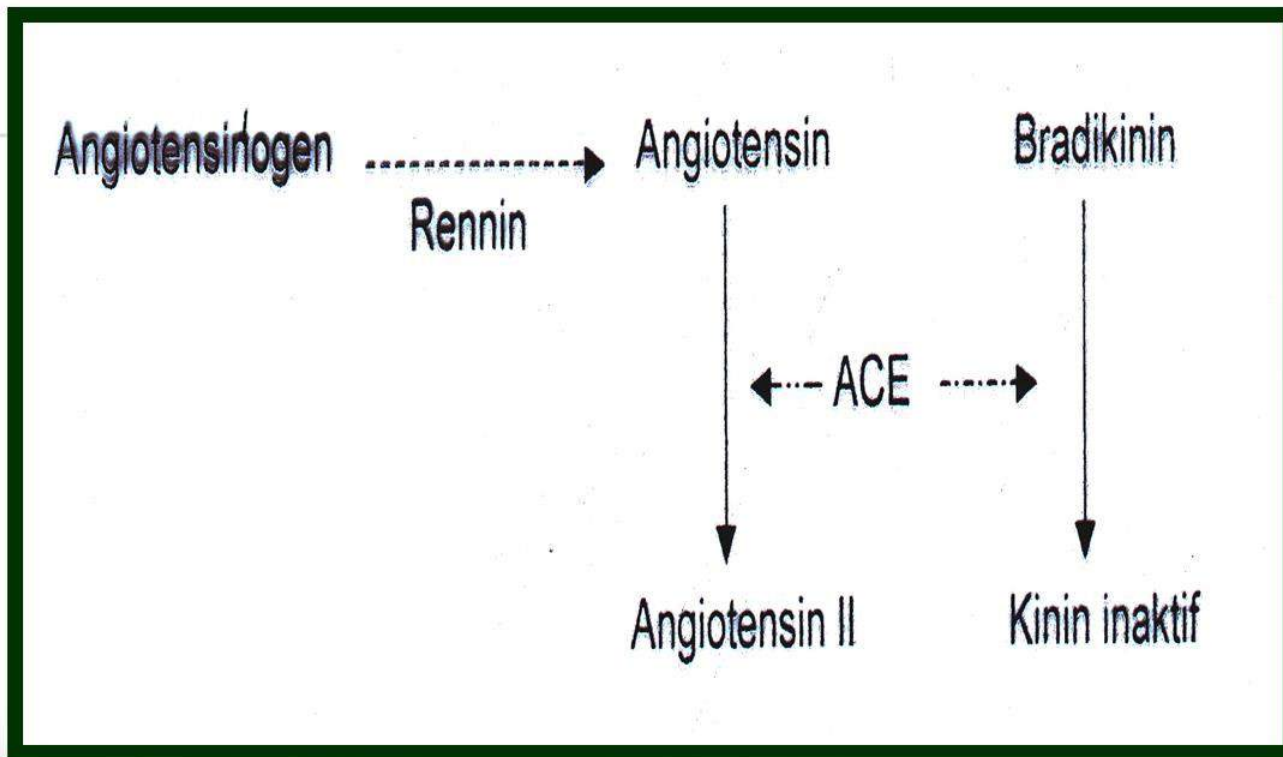 Angiotensinogen
Rennin
Angiotensin
Bradikinin
ACE
Angiotensin II
Kinin inaktif